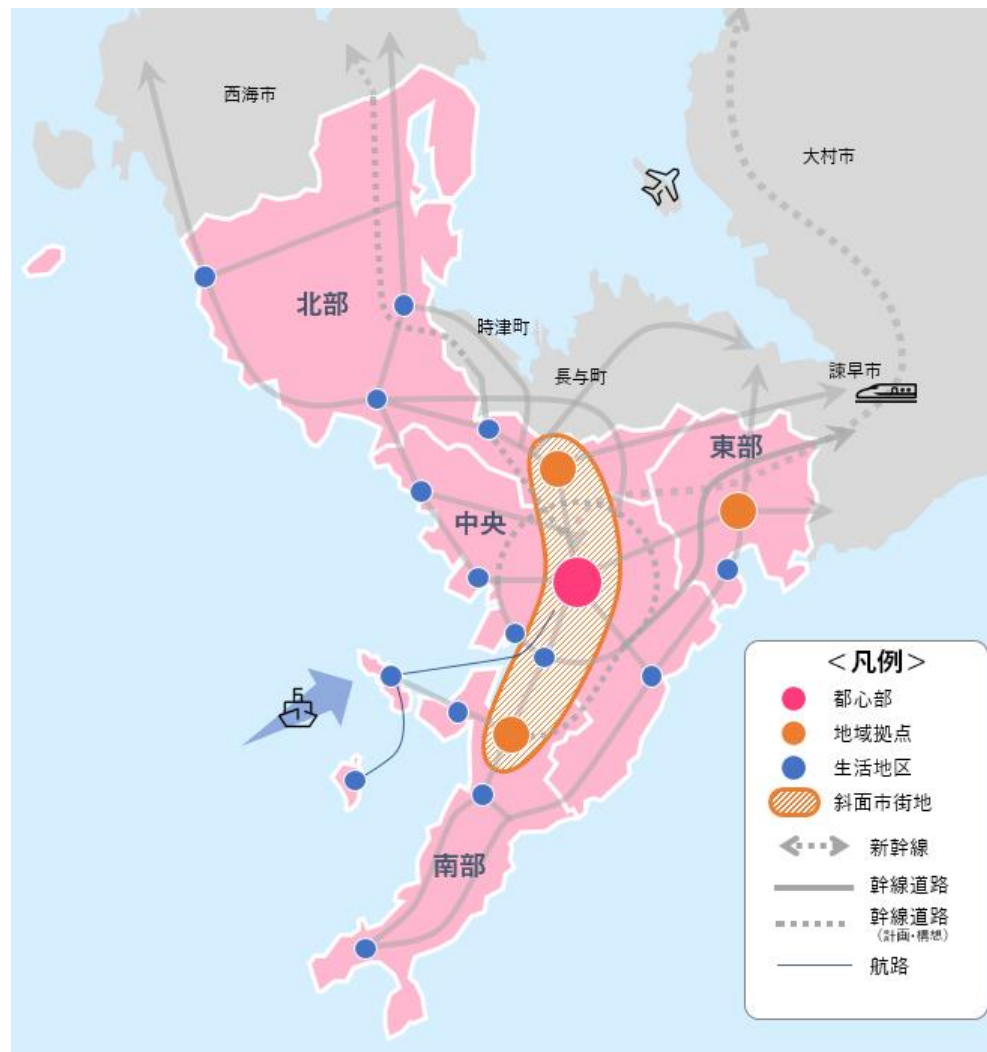 西海市
大村市
北部
時津町
長与町
諫早市
東部
中央
南部
＜凡例＞
都心部
地域拠点
生活地区
斜面市街地
新幹線
幹線道路
幹線道路
（計画・構想）
航路